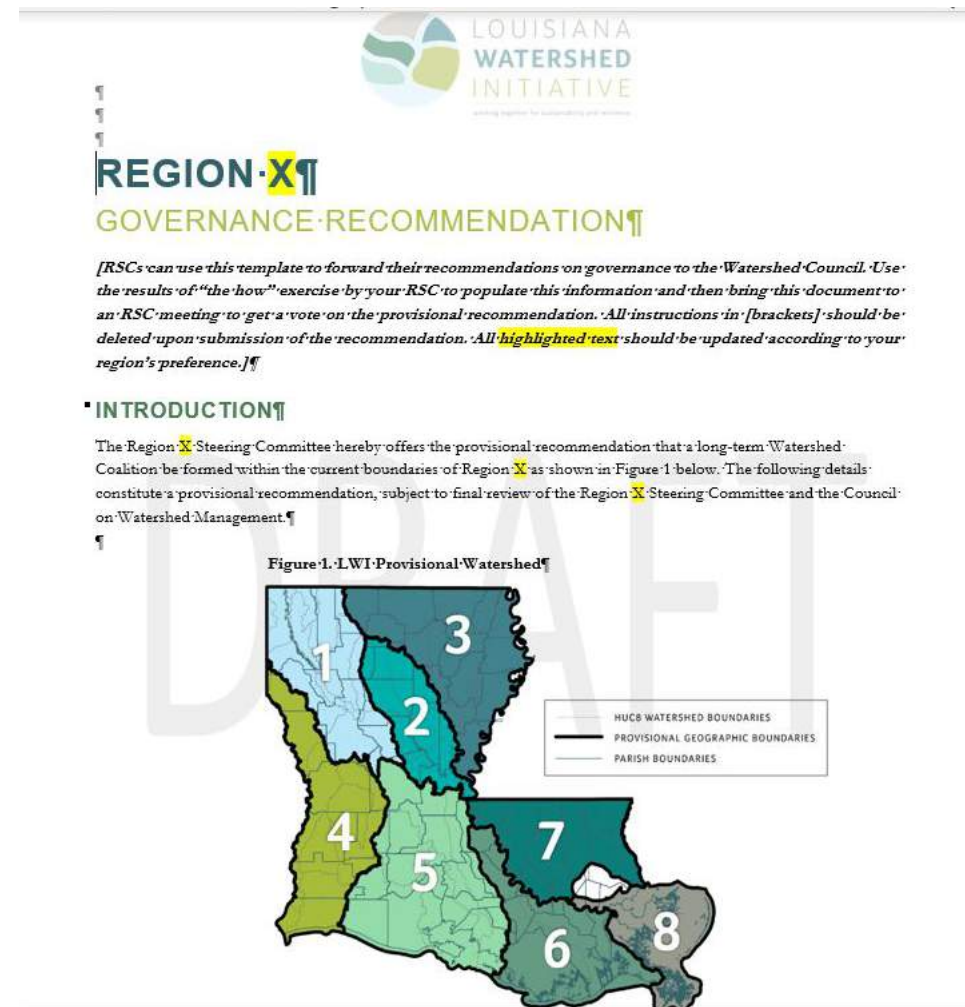 LOUISIANA
WATERSHED
INITIATIVE
working together for sustainability and resilience
¶
¶
¶
REGION·X¶
GOVERNANCE·RECOMMENDATION¶
[RSCs·can·use·this·template·to·forward·their·recommendations·on·governance·to·the·Watershed·Council.·Use·
the·results·of·“the·how”·exercise·by·your·RSC·to·populate·this·information·and·then·bring·this·document·to·
an·RSC·meeting·to·get·a·vote·on·the·provisional·recommendation.·All·instructions·in·[brackets]·should·be·
deleted·upon·submission·of·the·recommendation.·All·highlighted·text·should·be·updated·according·to·your·
region's·preference.]¶
INTRODUCTION¶
The·Region·X·Steering·Committee·hereby·offers·the·provisional·recommendation·that·a·long-term·Watershed·
Coalition·be·formed·within·the·current·boundaries·of·Region·X·as·shown·in·Figure·1·below.·The·following·details·
constitute·a·provisional·recommendation,·subject·to·final·review·of·the·Region·X·Steering·Committee·and·the·Council·
on·Watershed·Management.¶
¶
DRAFT
Figure·1.·LWI·Provisional·Watershed¶
1
3
2
HUC8 WATERSHED BOUNDARIES
PROVISIONAL GEOGRAPHIC BOUNDARIES
PARISH BOUNDARIES
4
5
7
6
8